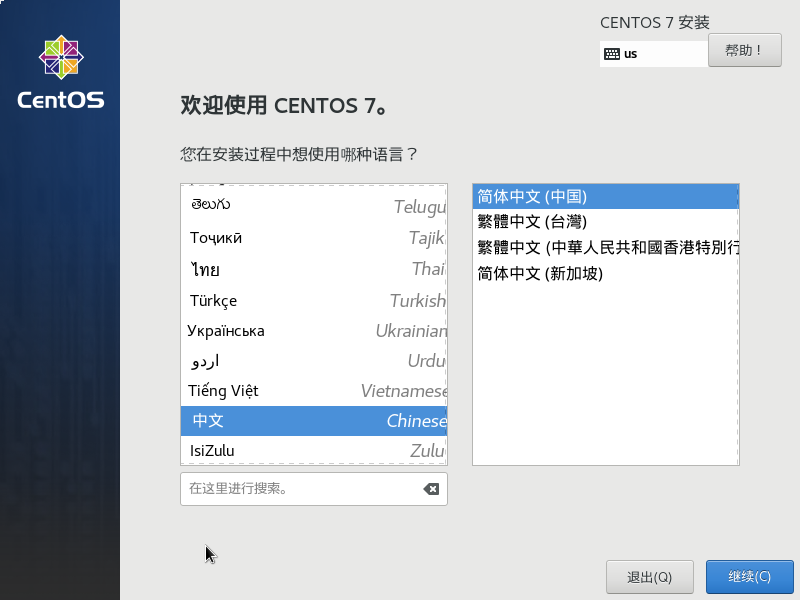 CENTOS 7 安装
us
帮助！
CentOS
欢迎使用 CENTOS 7。
您在安装过程中想使用哪种语言？
తెలుగు Telugu
Тоҷикӣ Tajik
ไทย Thai
Türkçe Turkish
Українська Ukrainian
اردو Urdu
Tiếng Việt Vietnamese
中文 Chinese
IsiZulu Zulu
简体中文 (中国)
繁體中文 (台灣)
繁體中文 (中華人民共和國香港特別行
简体中文 (新加坡)
在这里进行搜索。
退出(Q)
继续(C)